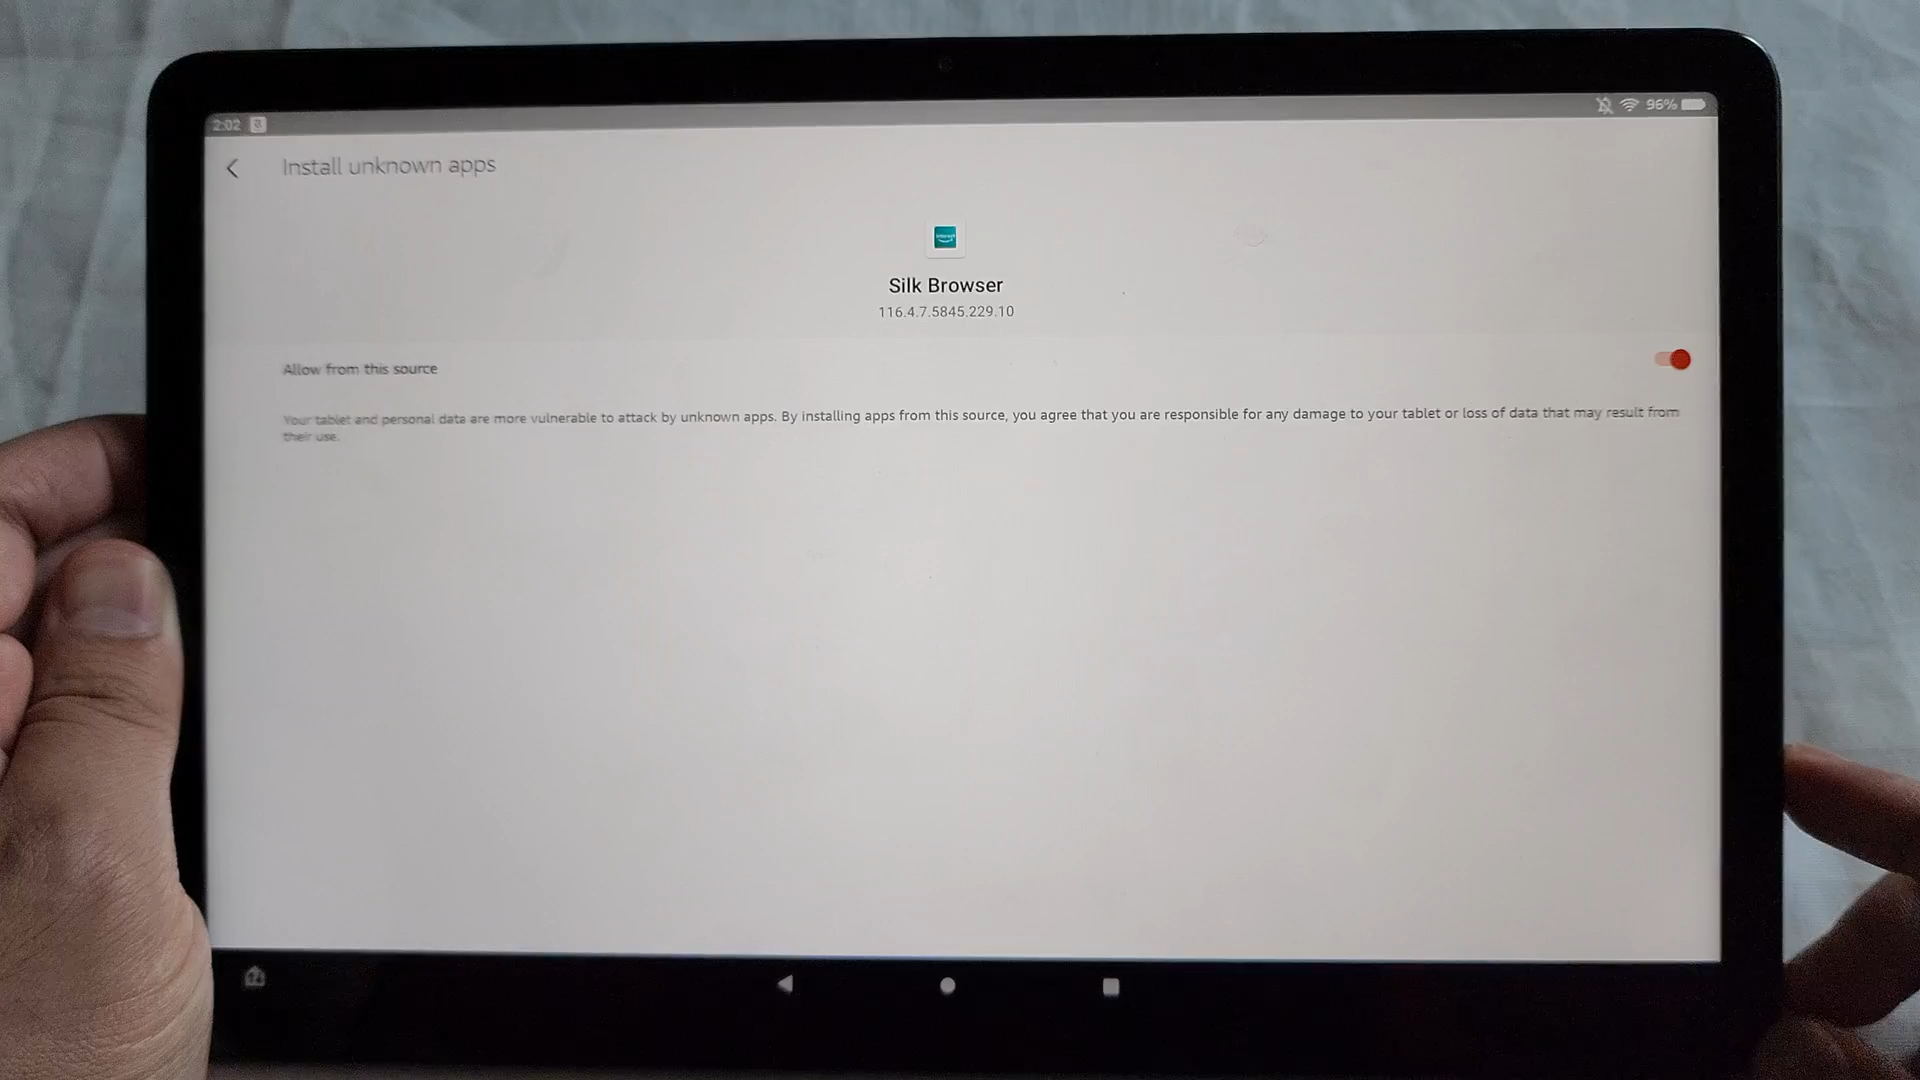 2:02
96%
Install unknown apps
Silk Browser
116.4.7.5845.229.10
Allow from this source
Your tablet and personal data are more vulnerable to attack by unknown apps. By installing apps from this source, you agree that you are responsible for any damage to your tablet or loss of data that may result from
their use.